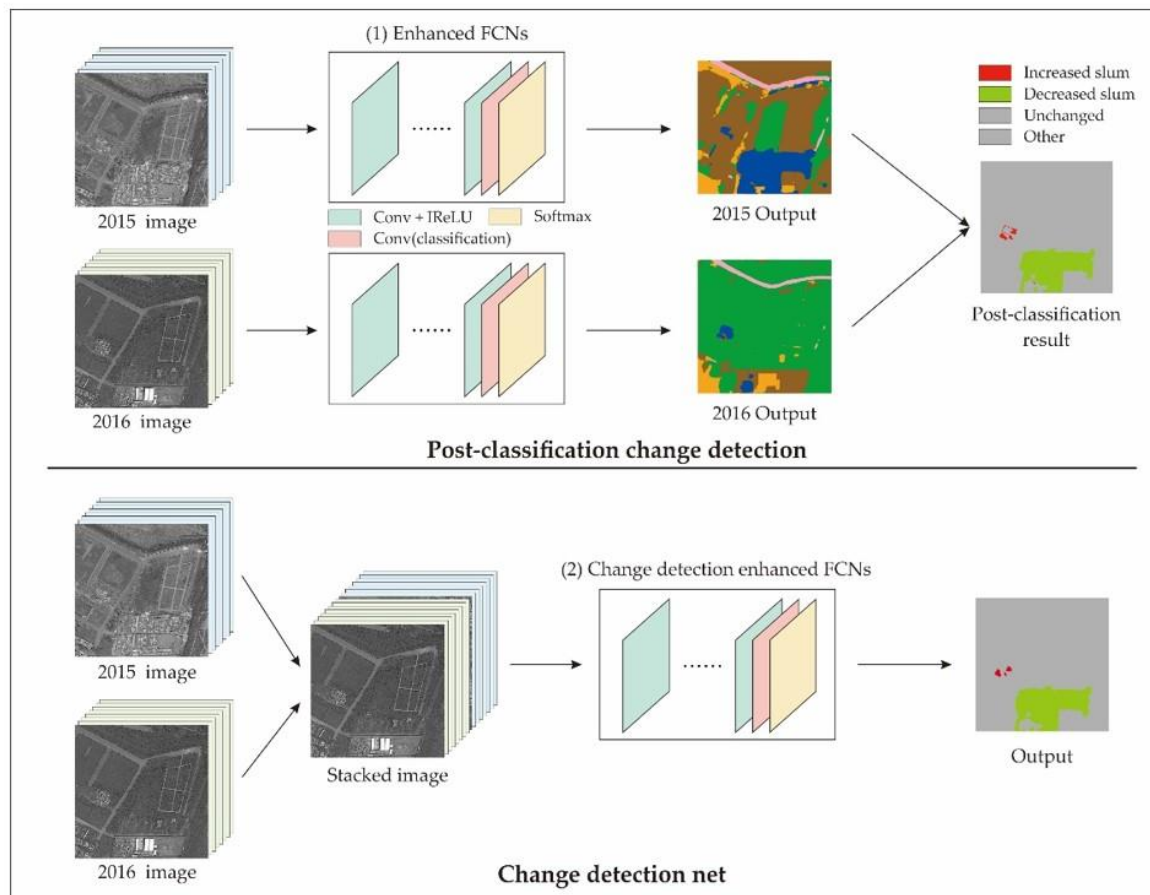 (1) Enhanced FCNs
Increased slum
Decreased slum
Unchanged
Other
2015 image
Conv + lReLU
Softmax
Conv(classification)
2015 Output
Post-classification
result
2016 image
2016 Output
Post-classification change detection
(2) Change detection enhanced FCNs
2015 image
Stacked image
Output
2016 image
Change detection net